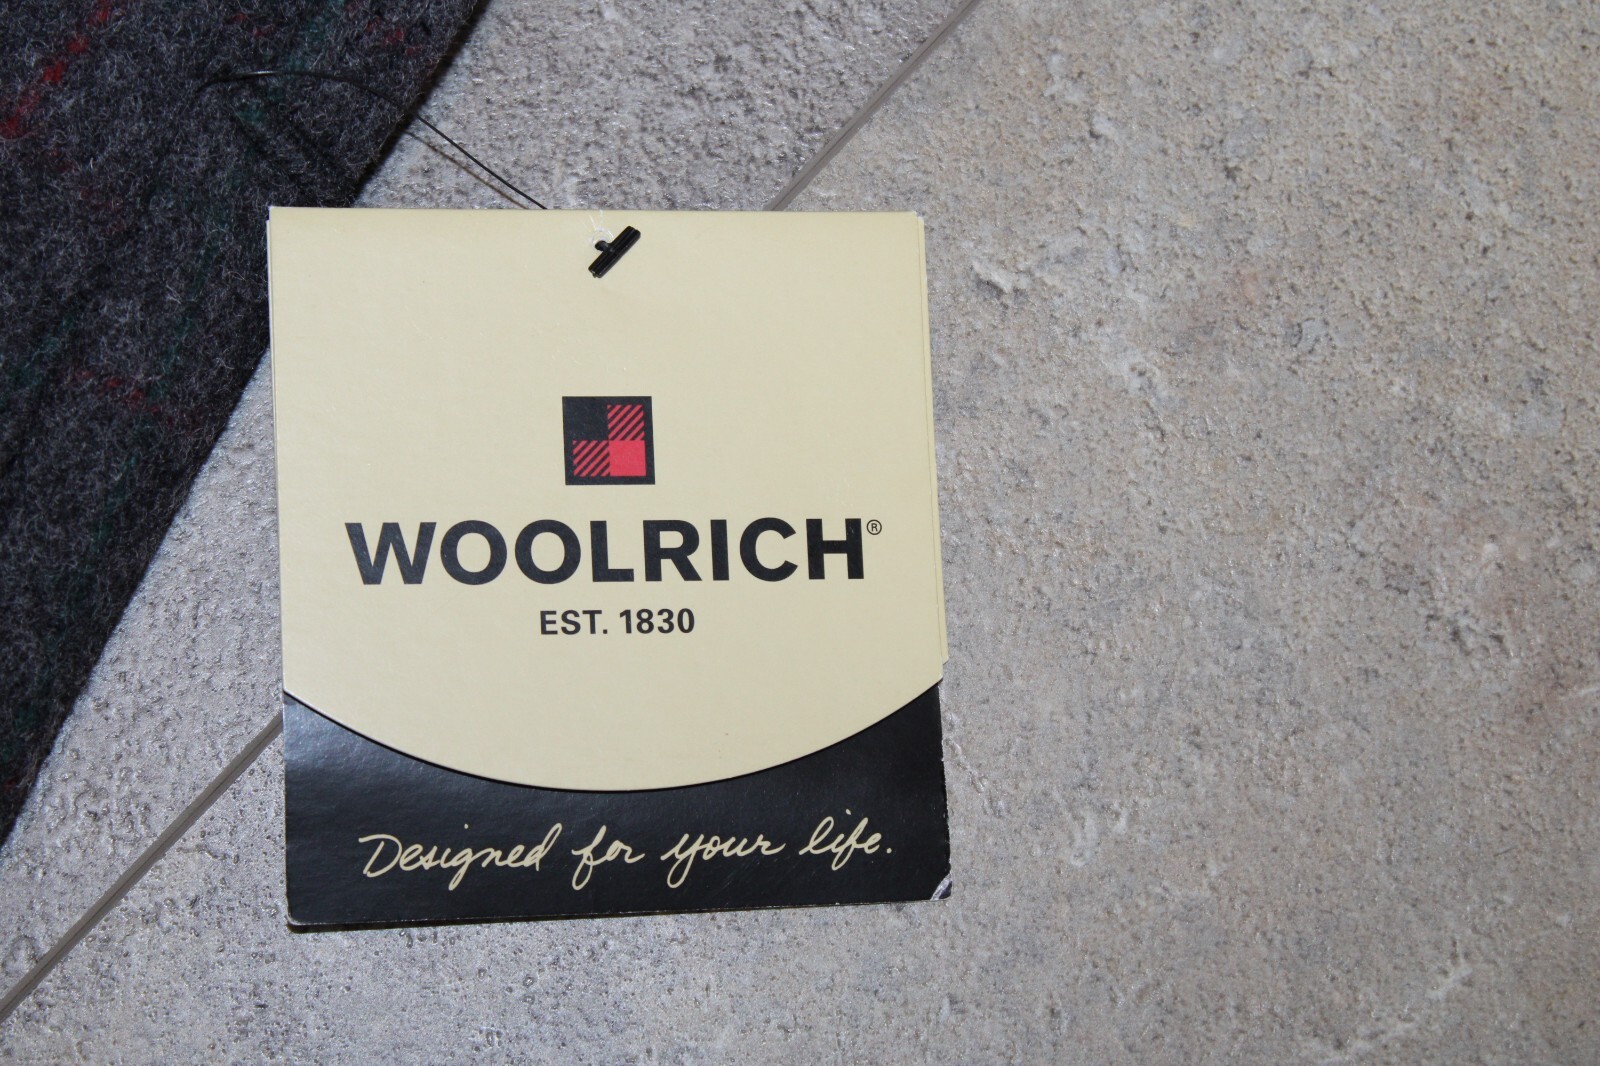 WOOLRICH®
EST. 1830
Designed for your life.